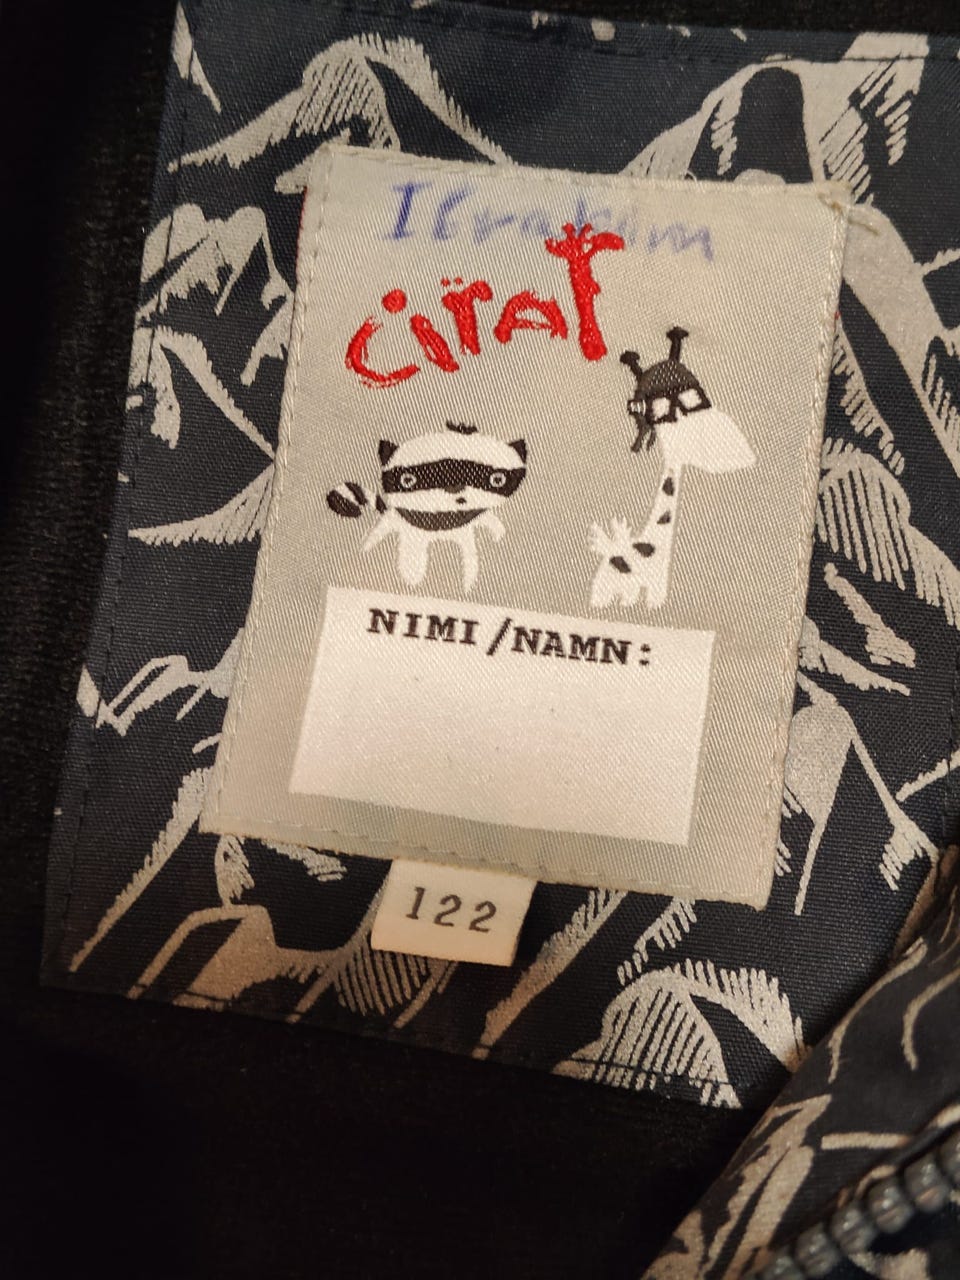 Ibrahim
ciraf
NIMI/NAMN:
122